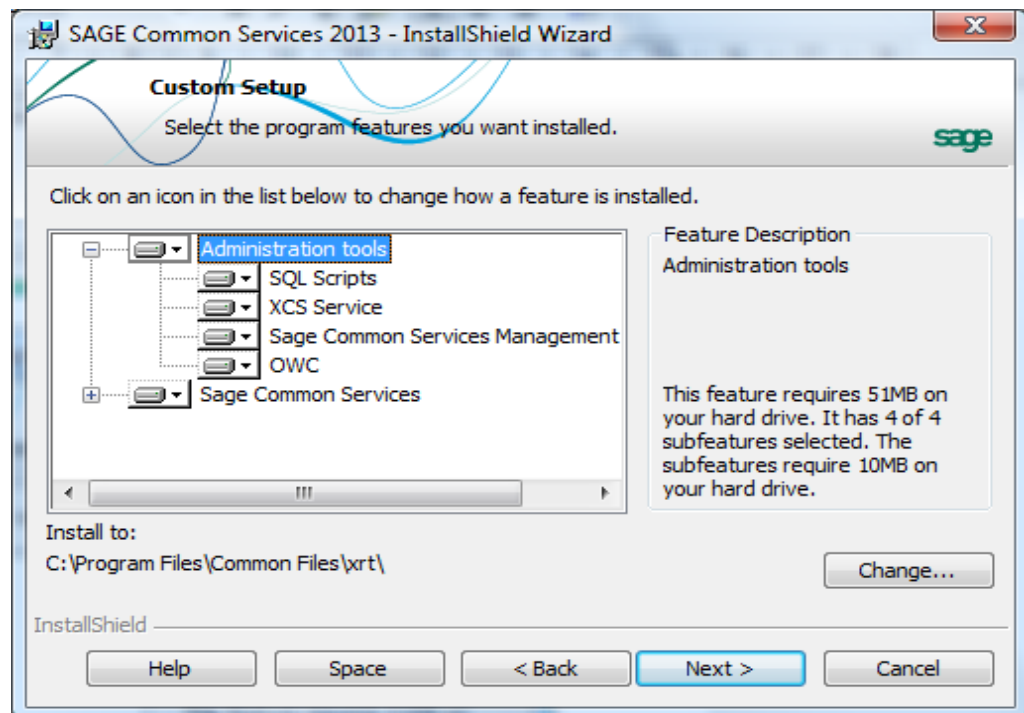 SAGE Common Services 2013 - InstallShield Wizard
Custom Setup
Select the program features you want installed.
sage
Click on an icon in the list below to change how a feature is installed.
Administration tools
SQL Scripts
XCS Service
Sage Common Services Management
OWC
Sage Common Services
Feature Description
Administration tools
This feature requires 51MB on
your hard drive. It has 4 of 4
subfeatures selected. The
subfeatures require 10MB on
your hard drive.
Install to:
C:\Program Files\Common Files\xrt\
Change...
InstallShield
Help
Space
< Back
Next >
Cancel